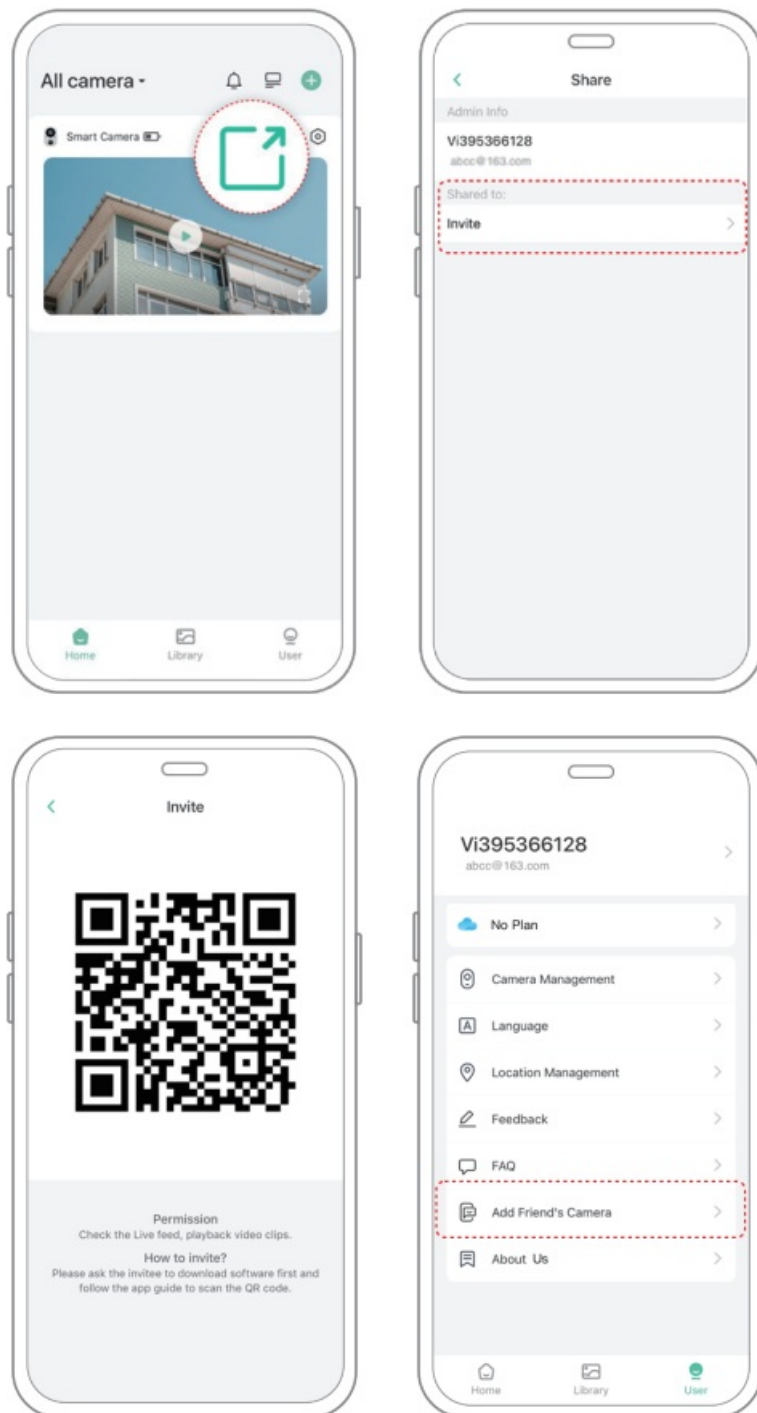 All camera
Smart Camera
Home
Library
User
Share
Admin Info
Vi395366128
abcc@163.com
Shared to:
Invite
Invite
Permission
Check the Live feed, playback video clips.
How to invite?
Please ask the invitee to download software first and
follow the app guide to scan the QR code.
Vi395366128
abcc@163.com
No Plan
Camera Management
A Language
Location Management
Feedback
FAQ
Add Friend's Camera
About Us
Home
Library
User